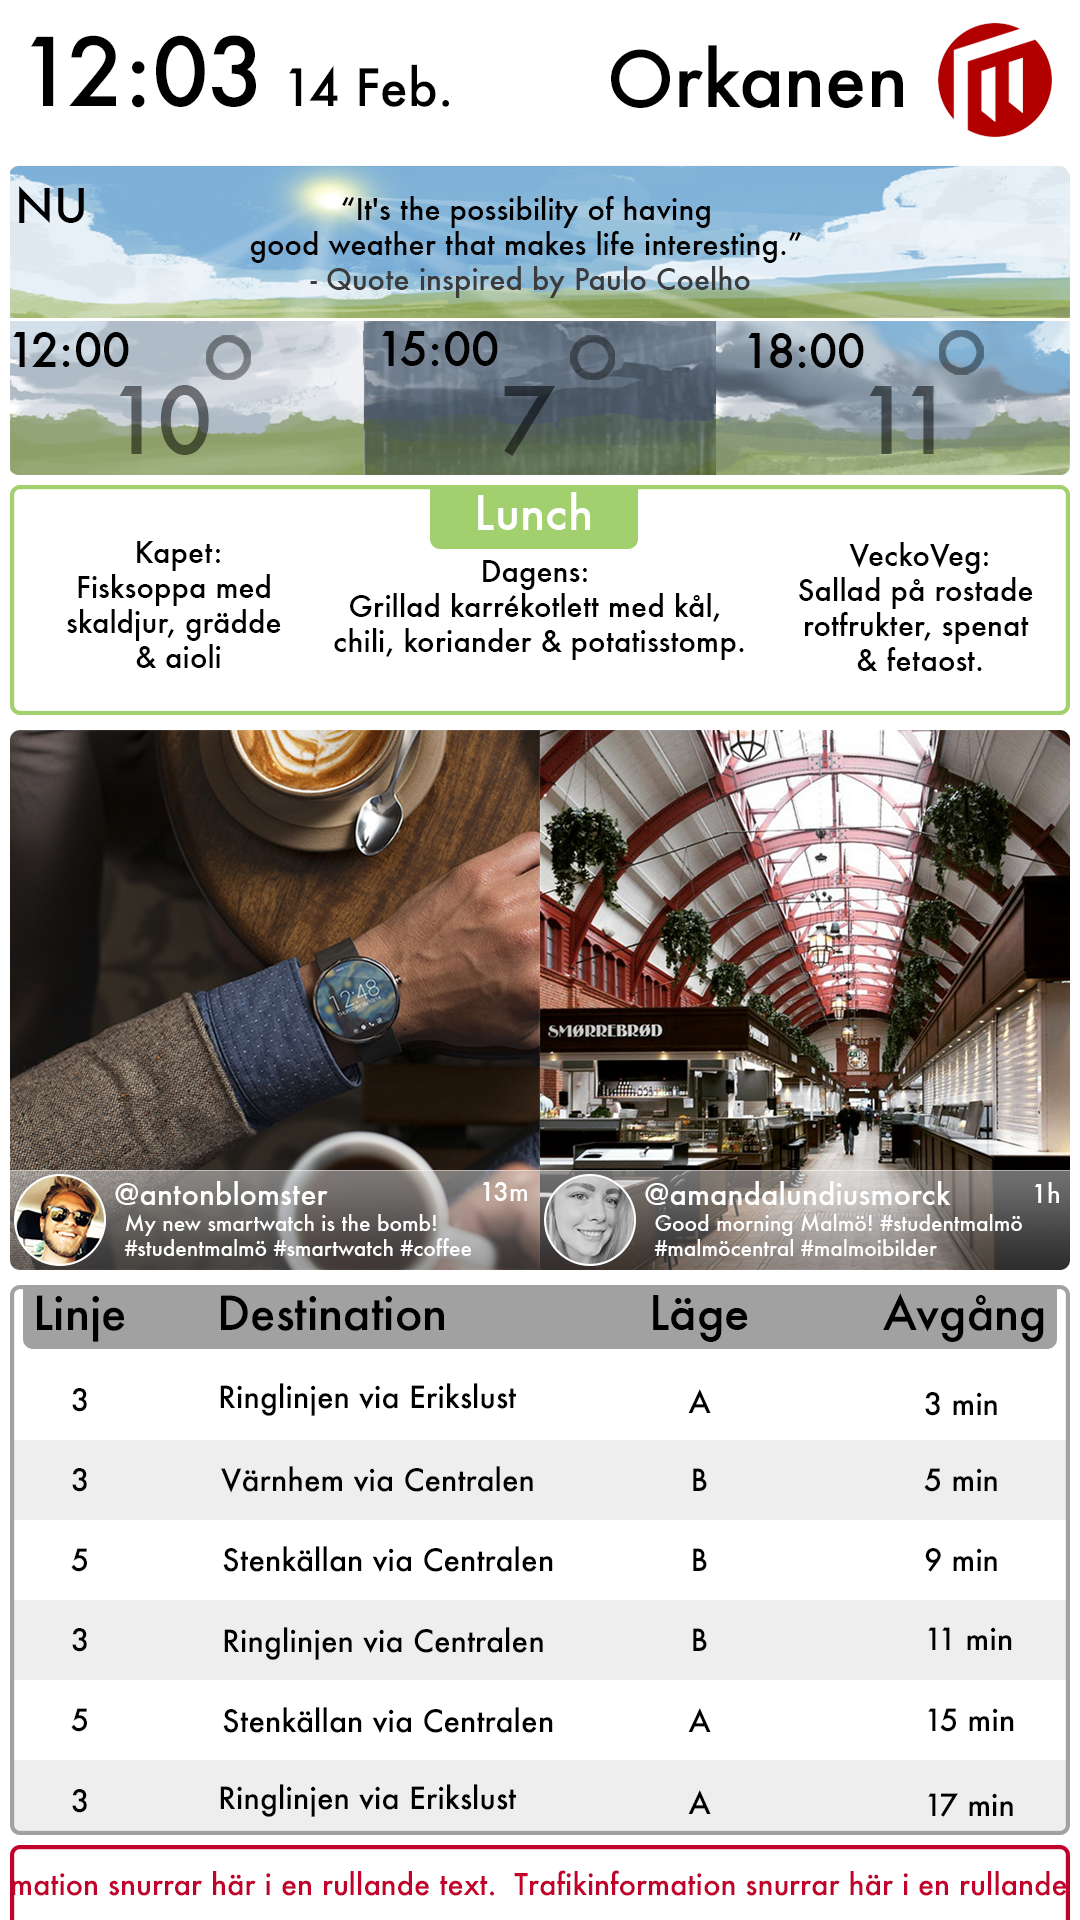 12:03 14 Feb. Orkanen
NU
“It's the possibility of having
good weather that makes life interesting.”
- Quote inspired by Paulo Coelho
12:00 15:00 18:00
10 7 11
Lunch
Kapet:
Fisksoppa med
skaldjur, grädde
& aioli
Dagens:
Grillad karrékotlett med kål,
chili, koriander & potatisstomp.
VeckoVeg:
Sallad på rostade
rotfrukter, spenat
& fetaost.
12:48
SMØRREBRØD
@antonblomster 13m
My new smartwatch is the bomb!
#studentmalmö #smartwatch #coffee
@amandalundiusmorck 1h
Good morning Malmö! #studentmalmö
#malmöcentral #malmoibilder
Linje Destination Läge Avgång
3 Ringlinjen via Erikslust A 3 min
3 Värnhem via Centralen B 5 min
5 Stenkällan via Centralen B 9 min
3 Ringlinjen via Centralen B 11 min
5 Stenkällan via Centralen A 15 min
3 Ringlinjen via Erikslust A 17 min
mation snurrar här i en rullande text. Trafikinformation snurrar här i en rullande